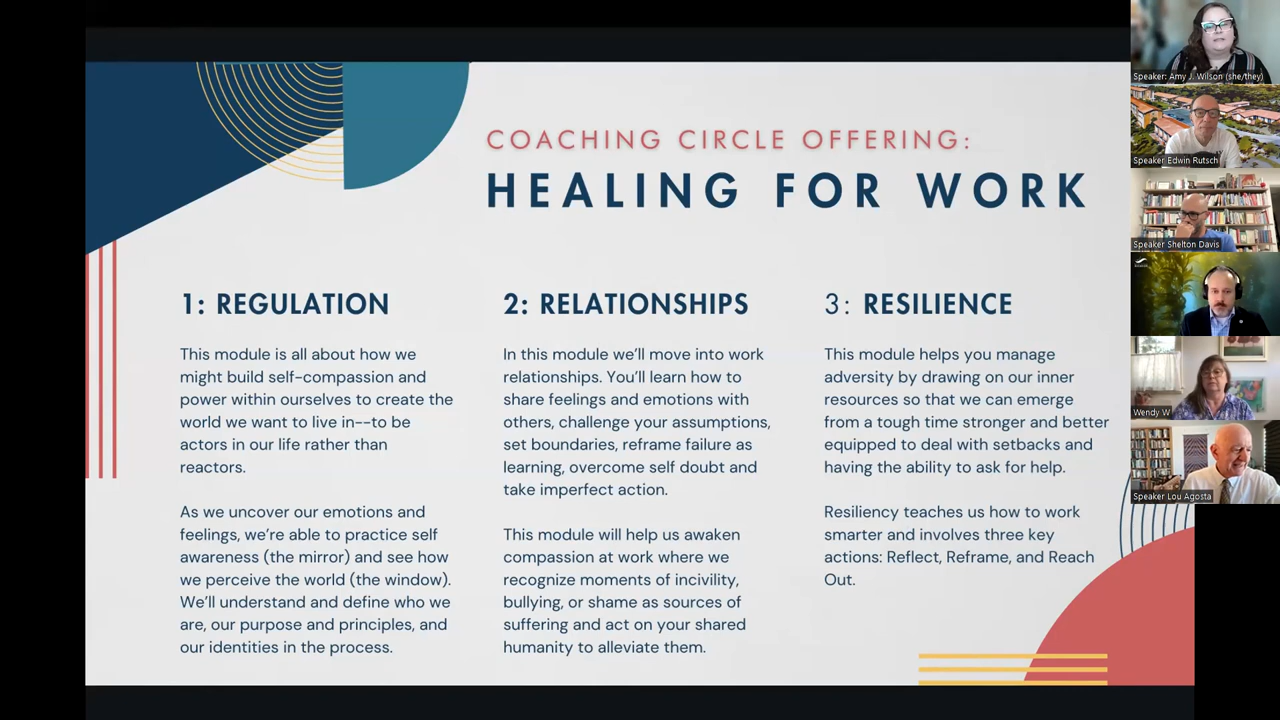 COACHING CIRCLE OFFERING:
HEALING FOR WORK
1: REGULATION
This module is all about how we
might build self-compassion and
power within ourselves to create the
world we want to live in--to be
actors in our life rather than
reactors.
As we uncover our emotions and
feelings, we're able to practice self
awareness (the mirror) and see how
we perceive the world (the window).
We'll understand and define who we
are, our purpose and principles, and
our identities in the process.
2: RELATIONSHIPS
In this module we'll move into work
relationships. You'll learn how to
share feelings and emotions with
others, challenge your assumptions,
set boundaries, reframe failure as
learning, overcome self doubt and
take imperfect action.
This module will help us awaken
compassion at work where we
recognize moments of incivility,
bullying, or shame as sources of
suffering and act on your shared
humanity to alleviate them.
3: RESILIENCE
This module helps you manage
adversity by drawing on our inner
resources so that we can emerge
from a tough time stronger and better
equipped to deal with setbacks and
having the ability to ask for help.
Resiliency teaches us how to work
smarter and involves three key
actions: Reflect, Reframe, and Reach
Out.
Speaker: Amy J. Wilson (she/they)
Speaker Edwin Rutsch
Speaker Shelton Davis
Wendy W
Speaker Lou Agosta